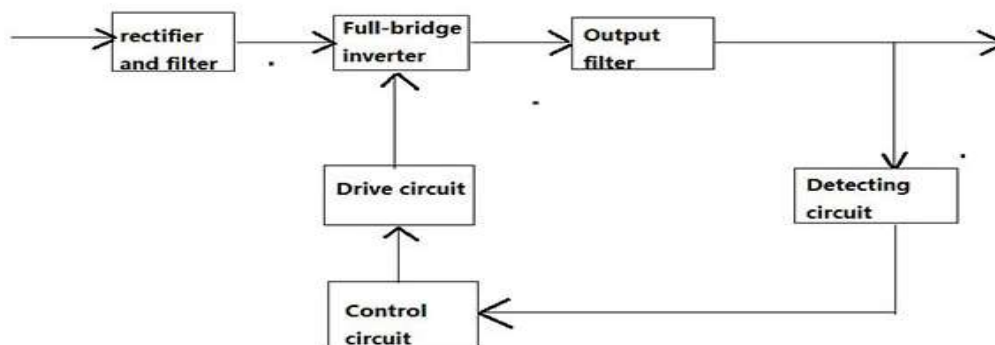 rectifier
and filter
Full-bridge
inverter
Output
filter
Drive circuit
Detecting
circuit
Control
circuit